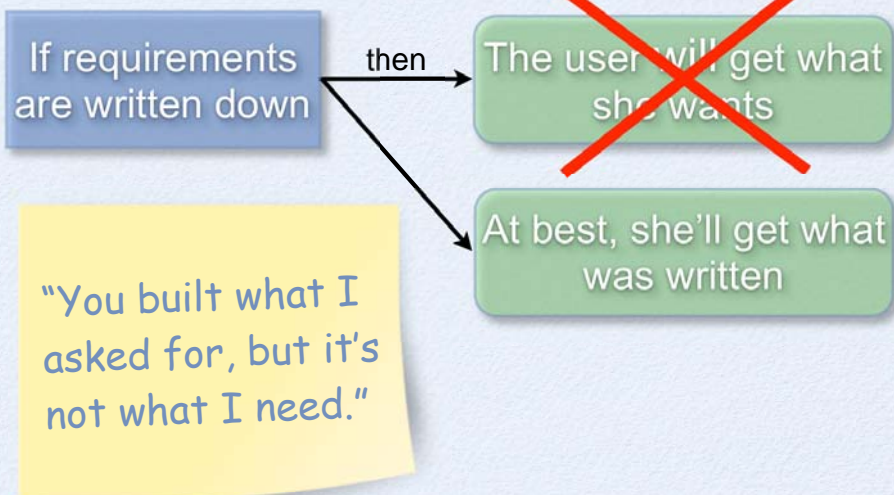 If requirements
are written down
then
The user will get what
she wants
At best, she'll get what
was written
“You built what I
asked for, but it's
not what I need.”